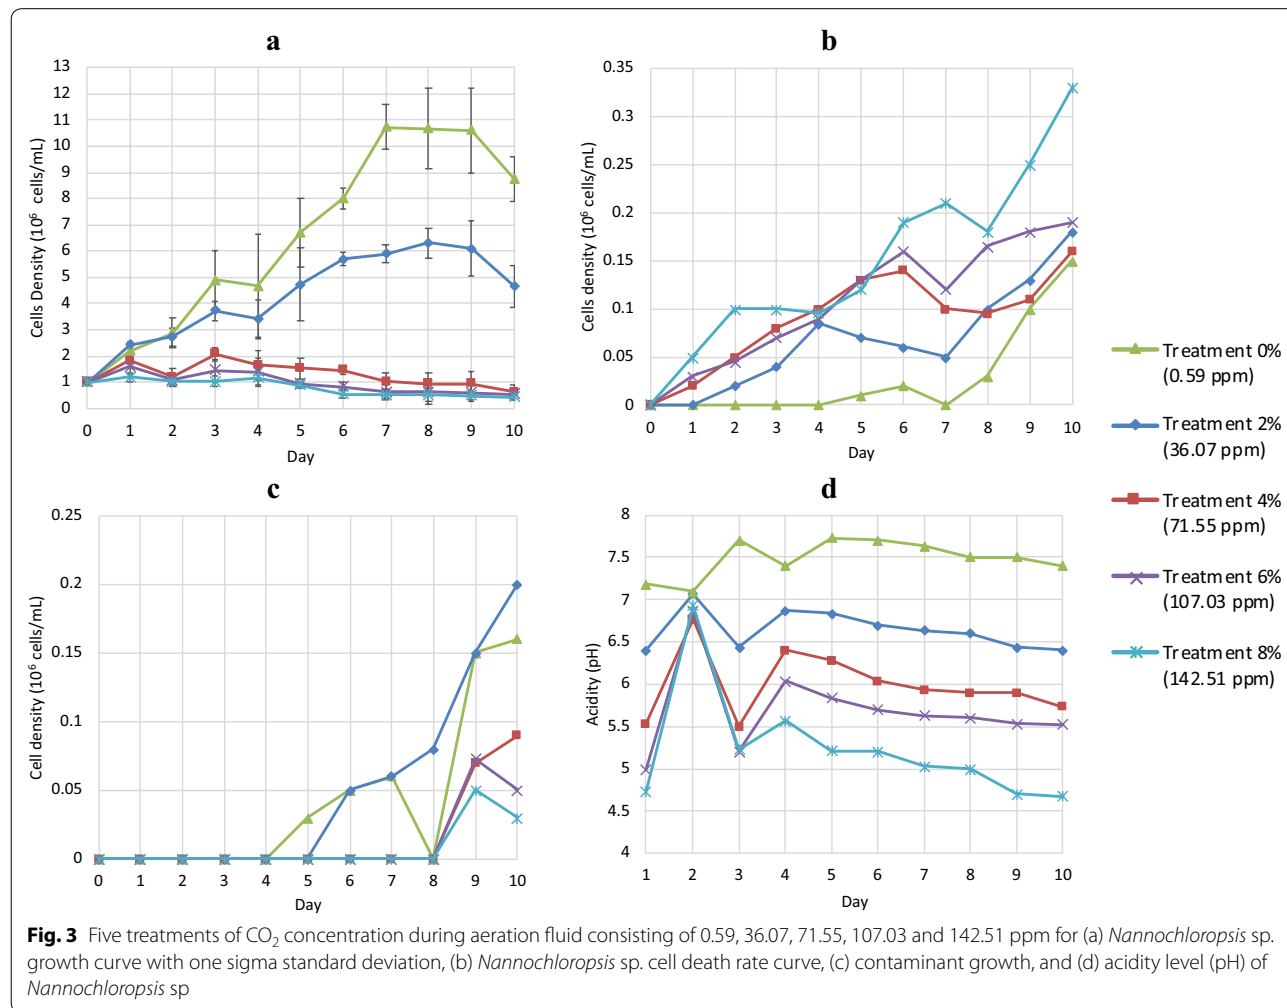 a
Cells Density (10⁶ cells/mL)
13
12
11
10
9
8
7
6
5
4
3
2
1
0
0 1 2 3 4 5 6 7 8 9 10
Day
b
Cells density (10⁶ cells/mL)
0.35
0.3
0.25
0.2
0.15
0.1
0.05
0
0 1 2 3 4 5 6 7 8 9 10
Day
c
Cell density (10⁶ cells/mL)
0.25
0.2
0.15
0.1
0.05
0
0 1 2 3 4 5 6 7 8 9 10
Day
d
Acidity (pH)
8
7.5
7
6.5
6
5.5
5
4.5
4
1 2 3 4 5 6 7 8 9 10
Day
Treatment 0%
(0.59 ppm)
Treatment 2%
(36.07 ppm)
Treatment 4%
(71.55 ppm)
Treatment 6%
(107.03 ppm)
Treatment 8%
(142.51 ppm)
Fig. 3 Five treatments of CO₂ concentration during aeration fluid consisting of 0.59, 36.07, 71.55, 107.03 and 142.51 ppm for (a) Nannochloropsis sp.
growth curve with one sigma standard deviation, (b) Nannochloropsis sp. cell death rate curve, (c) contaminant growth, and (d) acidity level (pH) of
Nannochloropsis sp